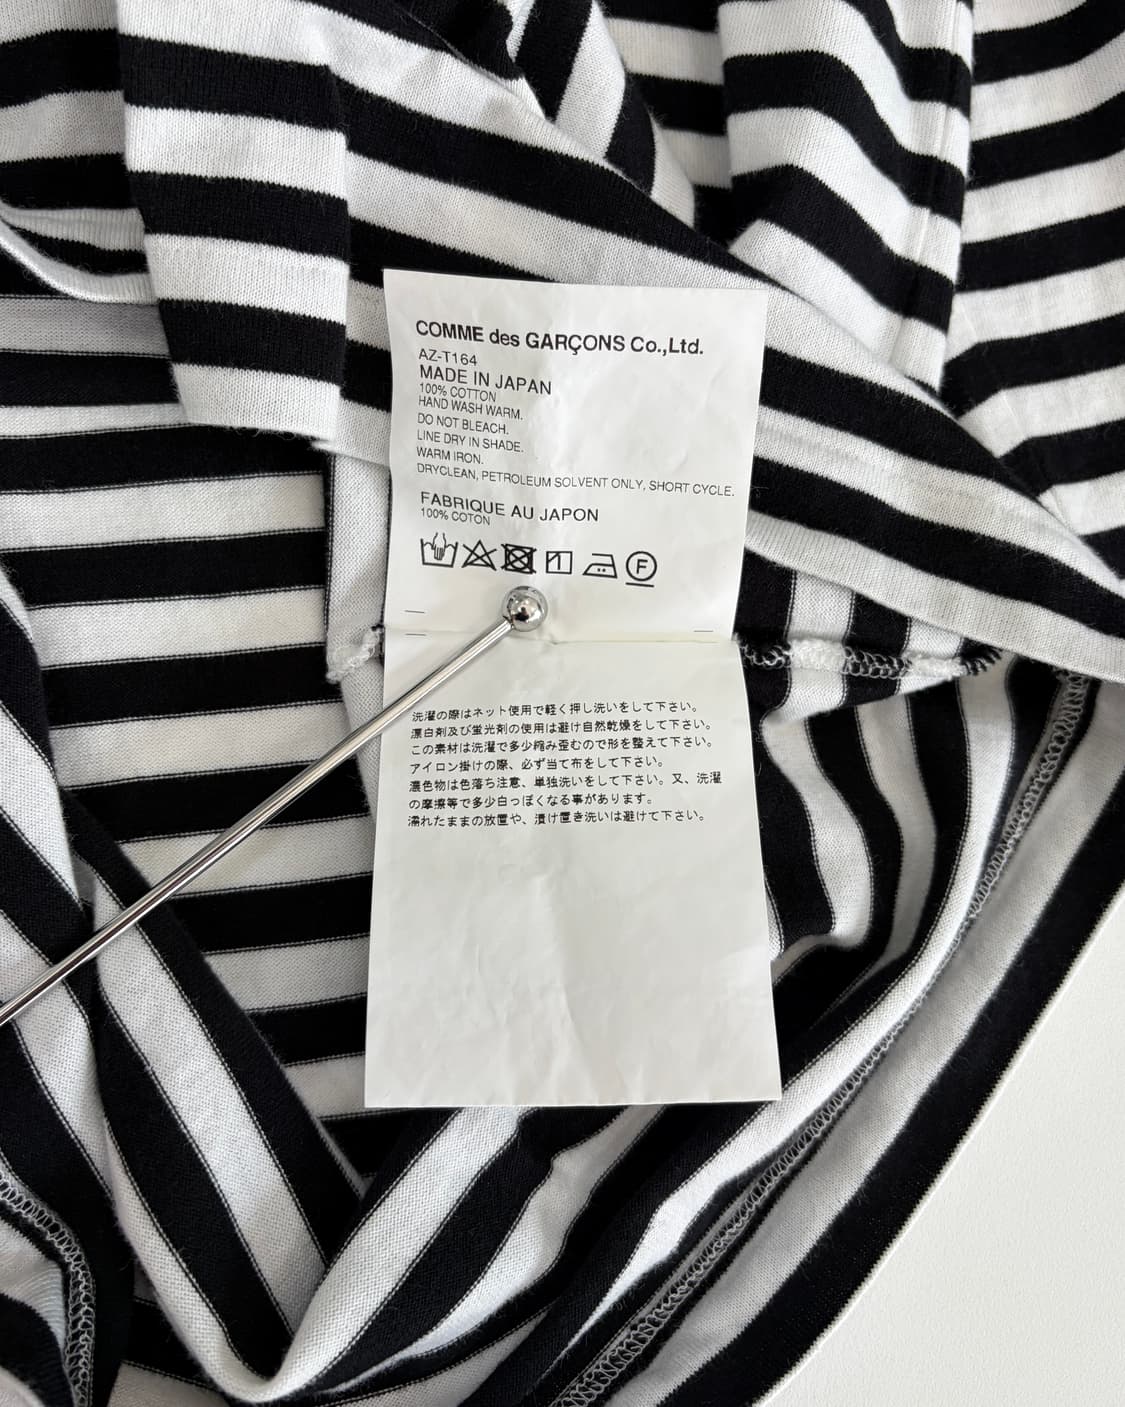 COMME des GARÇONS Co.,Ltd.
AZ-T164
MADE IN JAPAN
100% COTTON
HAND WASH WARM.
DO NOT BLEACH.
LINE DRY IN SHADE.
WARM IRON.
DRYCLEAN, PETROLEUM SOLVENT ONLY, SHORT CYCLE.
FABRIQUE AU JAPON
100% COTON
F
洗濯の際はネット使用で軽く押し洗いをして下さい。
漂白剤及び蛍光剤の使用は避け自然乾燥をして下さい。
この素材は洗濯で多少縮み歪むので形を整えて下さい。
アイロン掛けの際、必ず当て布をして下さい。
濃色物は色落ち注意、単独洗いをして下さい。又、洗濯
の摩擦等で多少白っぽくなる事があります。
濡れたままの放置や、漬け置き洗いは避けて下さい。